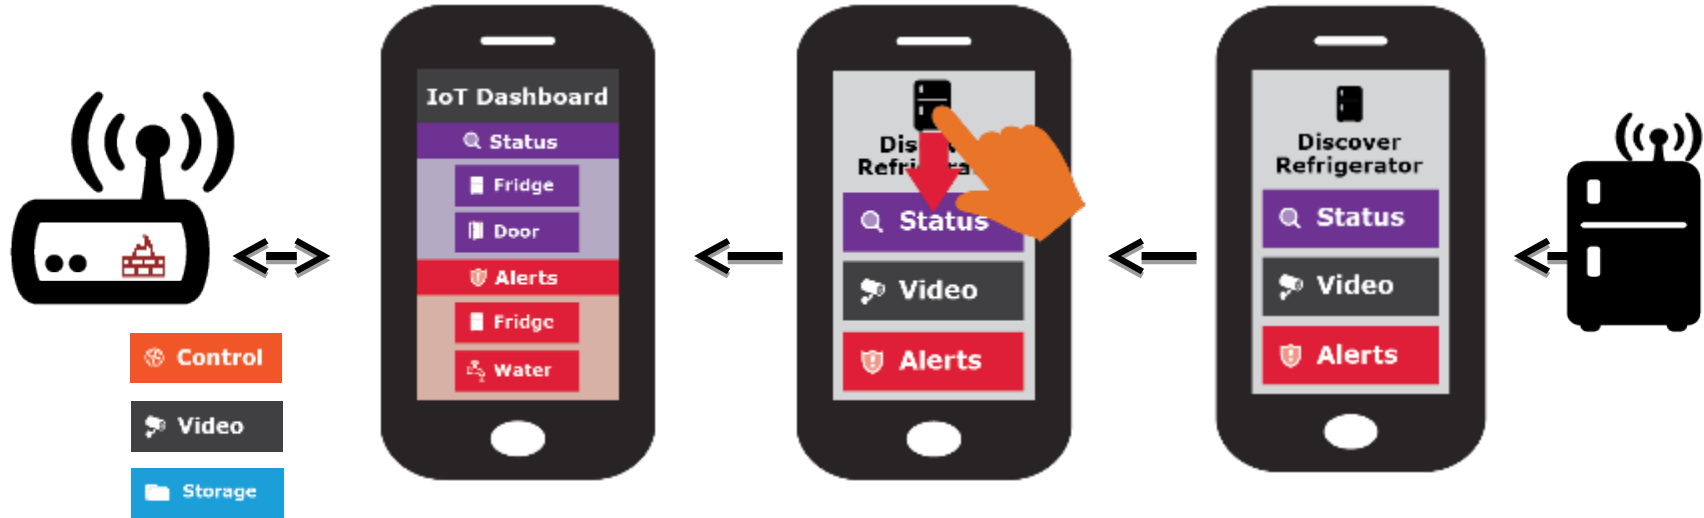 Control
Video
Storage
IoT Dashboard
Status
Fridge
Door
Alerts
Fridge
Water
Status
Video
Alerts
Discover
Refrigerator
Status
Video
Alerts